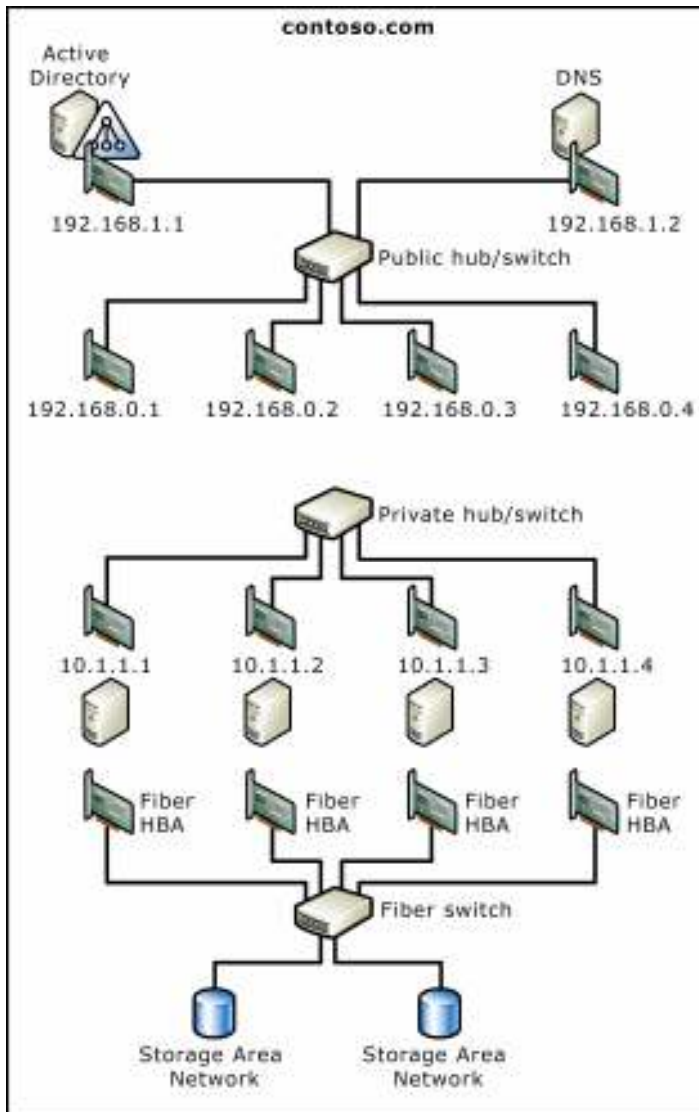 contoso.com
Active
Directory
DNS
192.168.1.1
192.168.1.2
Public hub/switch
192.168.0.1
192.168.0.2
192.168.0.3
192.168.0.4
Private hub/switch
10.1.1.1
10.1.1.2
10.1.1.3
10.1.1.4
Fiber
HBA
Fiber
HBA
Fiber
HBA
Fiber
HBA
Fiber switch
Storage Area
Network
Storage Area
Network